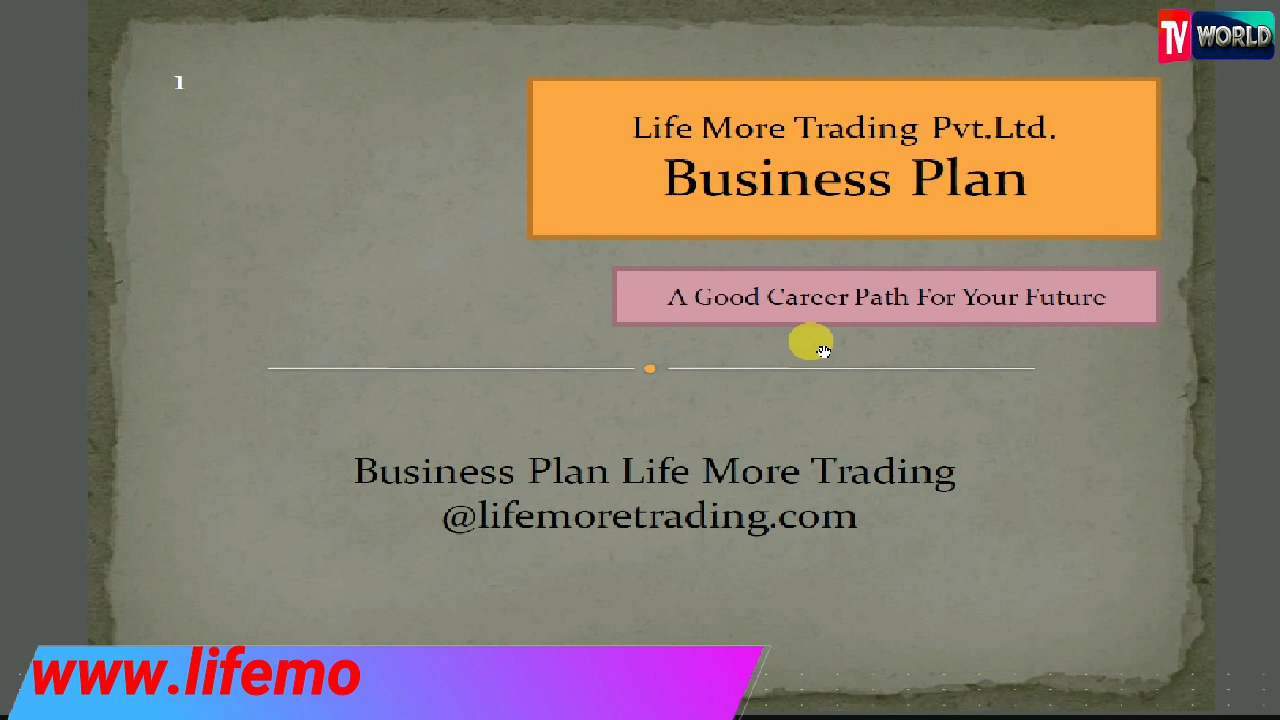 TV WORLD
1
Life More Trading Pvt.Ltd.
Business Plan
A Good Career Path For Your Future
Business Plan Life More Trading
@lifemoretrading.com
www.lifemo